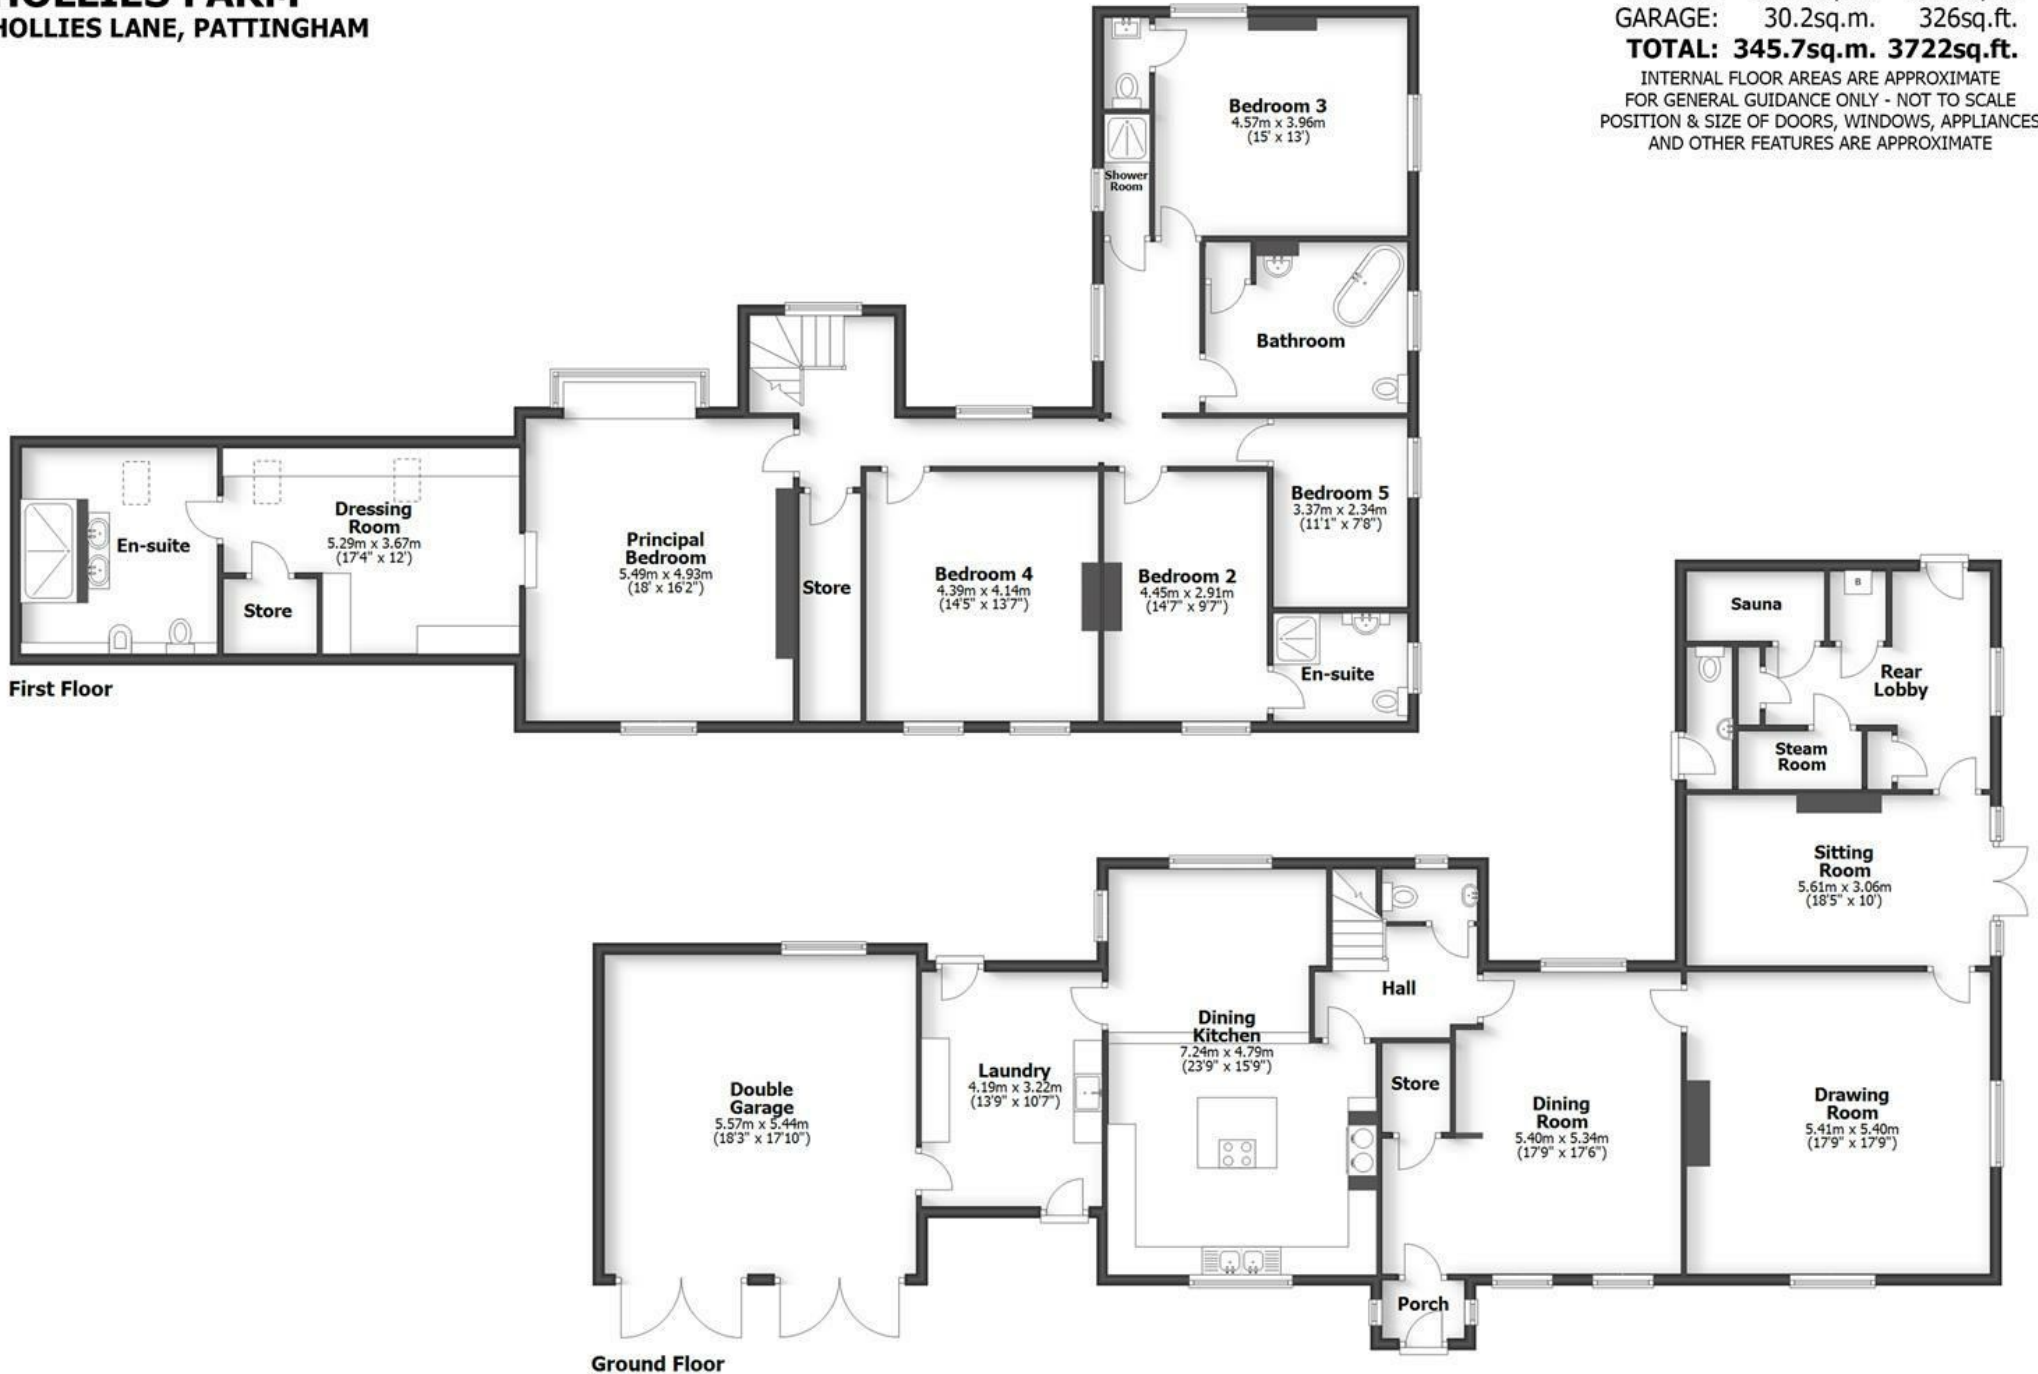 HOLLIES LANE, PATTINGHAM
GARAGE: 30.2sq.m. 326sq.ft.
TOTAL: 345.7sq.m. 3722sq.ft.
INTERNAL FLOOR AREAS ARE APPROXIMATE
FOR GENERAL GUIDANCE ONLY - NOT TO SCALE
POSITION & SIZE OF DOORS, WINDOWS, APPLIANCES
AND OTHER FEATURES ARE APPROXIMATE
Bedroom 3
4.57m x 3.96m
(15' x 13')
Shower
Room
Bathroom
En-suite
Dressing
Room
5.29m x 3.67m
(17'4" x 12')
Store
Principal
Bedroom
5.49m x 4.93m
(18' x 16'2")
Store
Bedroom 4
4.39m x 4.14m
(14'5" x 13'7")
Bedroom 2
4.45m x 2.91m
(14'7" x 9'7")
Bedroom 5
3.37m x 2.34m
(11'1" x 7'8")
En-suite
First Floor
Sauna
B
Rear
Lobby
Steam
Room
Sitting
Room
5.61m x 3.06m
(18'5" x 10')
Hall
Dining
Kitchen
7.24m x 4.79m
(23'9" x 15'9")
Laundry
4.19m x 3.22m
(13'9" x 10'7")
Double
Garage
5.57m x 5.44m
(18'3" x 17'10")
Store
Dining
Room
5.40m x 5.34m
(17'9" x 17'6")
Drawing
Room
5.41m x 5.40m
(17'9" x 17'9")
Porch
Ground Floor